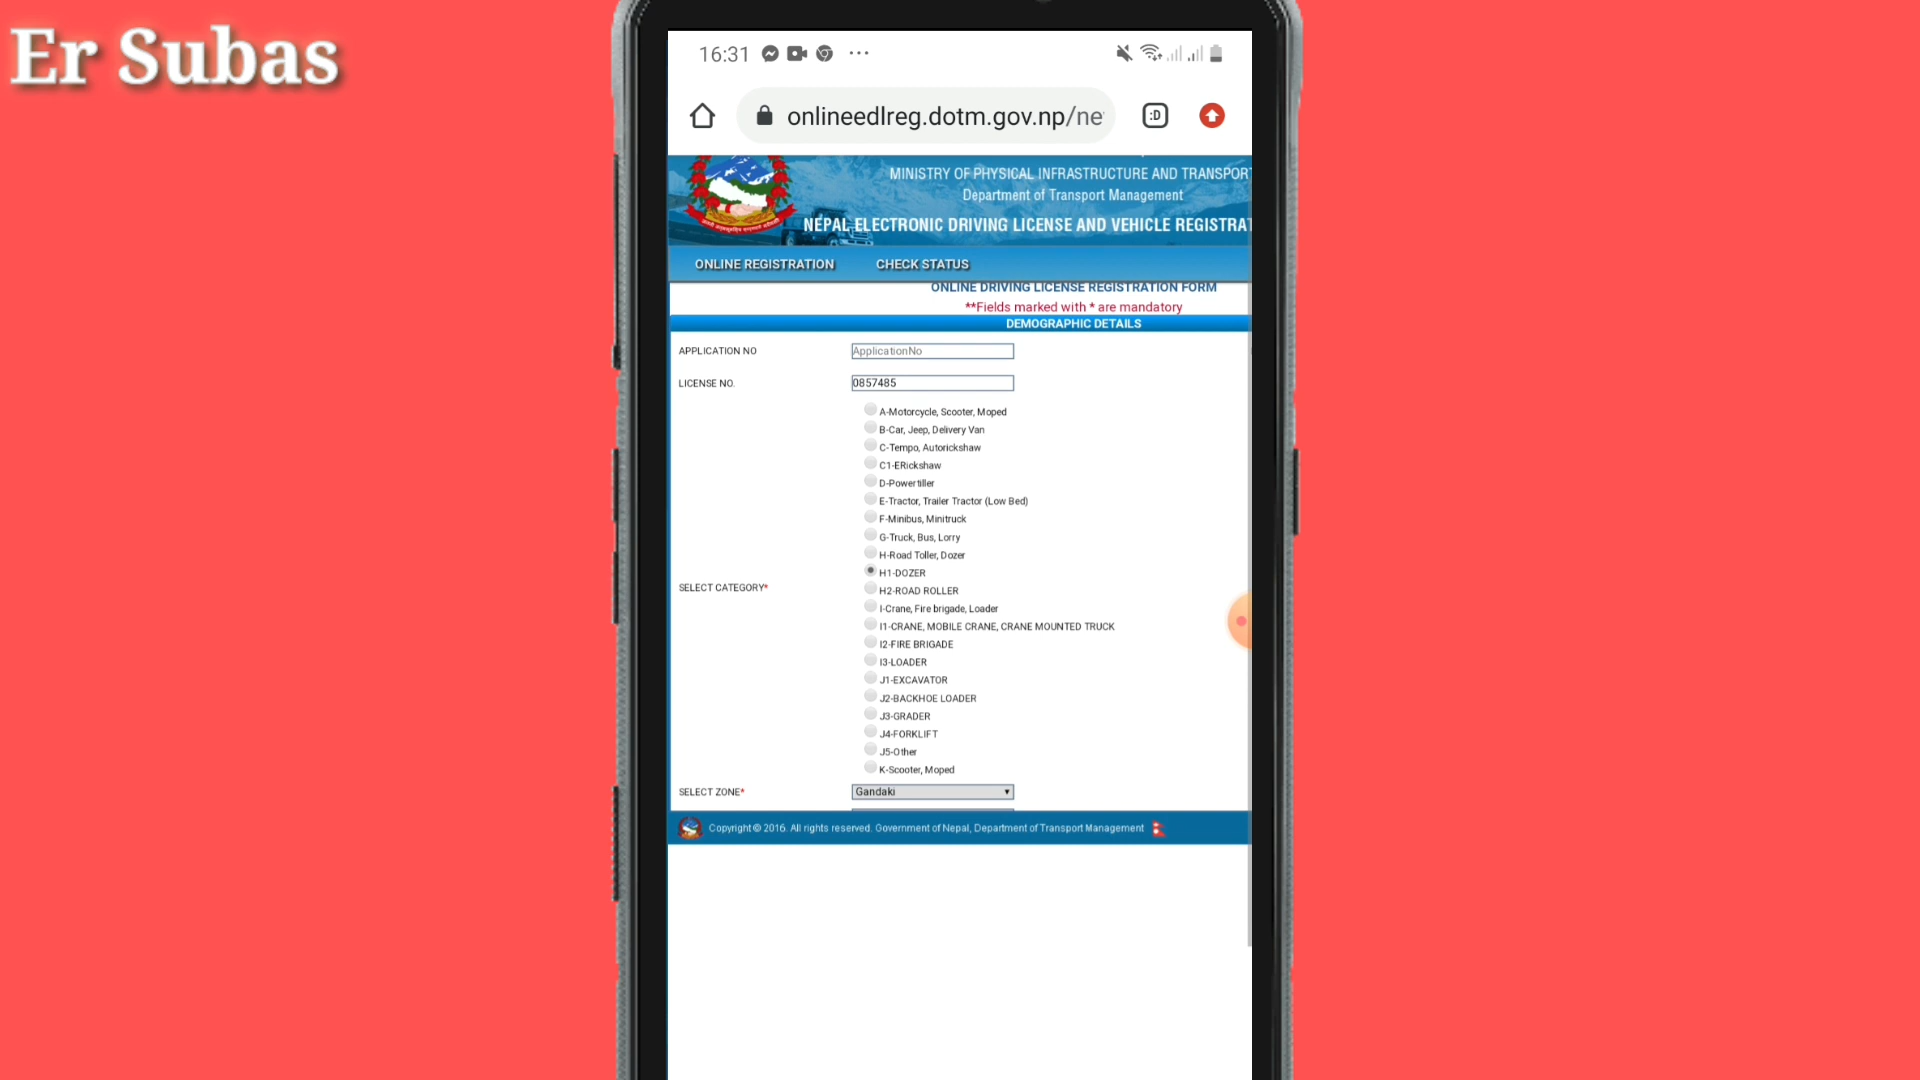 Er Subas
16:31
onlineedlreg.dotm.gov.np/ne
:D
MINISTRY OF PHYSICAL INFRASTRUCTURE AND TRANSPOR
Department of Transport Management
NEPAL ELECTRONIC DRIVING LICENSE AND VEHICLE REGISTRA
ONLINE REGISTRATION CHECK STATUS
ONLINE DRIVING LICENSE REGISTRATION FORM
**Fields marked with * are mandatory
DEMOGRAPHIC DETAILS
APPLICATION NO ApplicationNo
LICENSE NO. 0857485
A-Motorcycle, Scooter, Moped
B-Car, Jeep, Delivery Van
C-Tempo, Autorickshaw
C1-ERickshaw
D-Powertiller
E-Tractor, Trailer Tractor (Low Bed)
F-Minibus, Minitruck
G-Truck, Bus, Lorry
H-Road Toller, Dozer
H1-DOZER
SELECT CATEGORY*
H2-ROAD ROLLER
I-Crane, Fire brigade, Loader
I1-CRANE, MOBILE CRANE, CRANE MOUNTED TRUCK
I2-FIRE BRIGADE
I3-LOADER
J1-EXCAVATOR
J2-BACKHOE LOADER
J3-GRADER
J4-FORKLIFT
J5-Other
K-Scooter, Moped
SELECT ZONE* Gandaki
Copyright© 2016. All rights reserved. Government of Nepal, Department of Transport Management